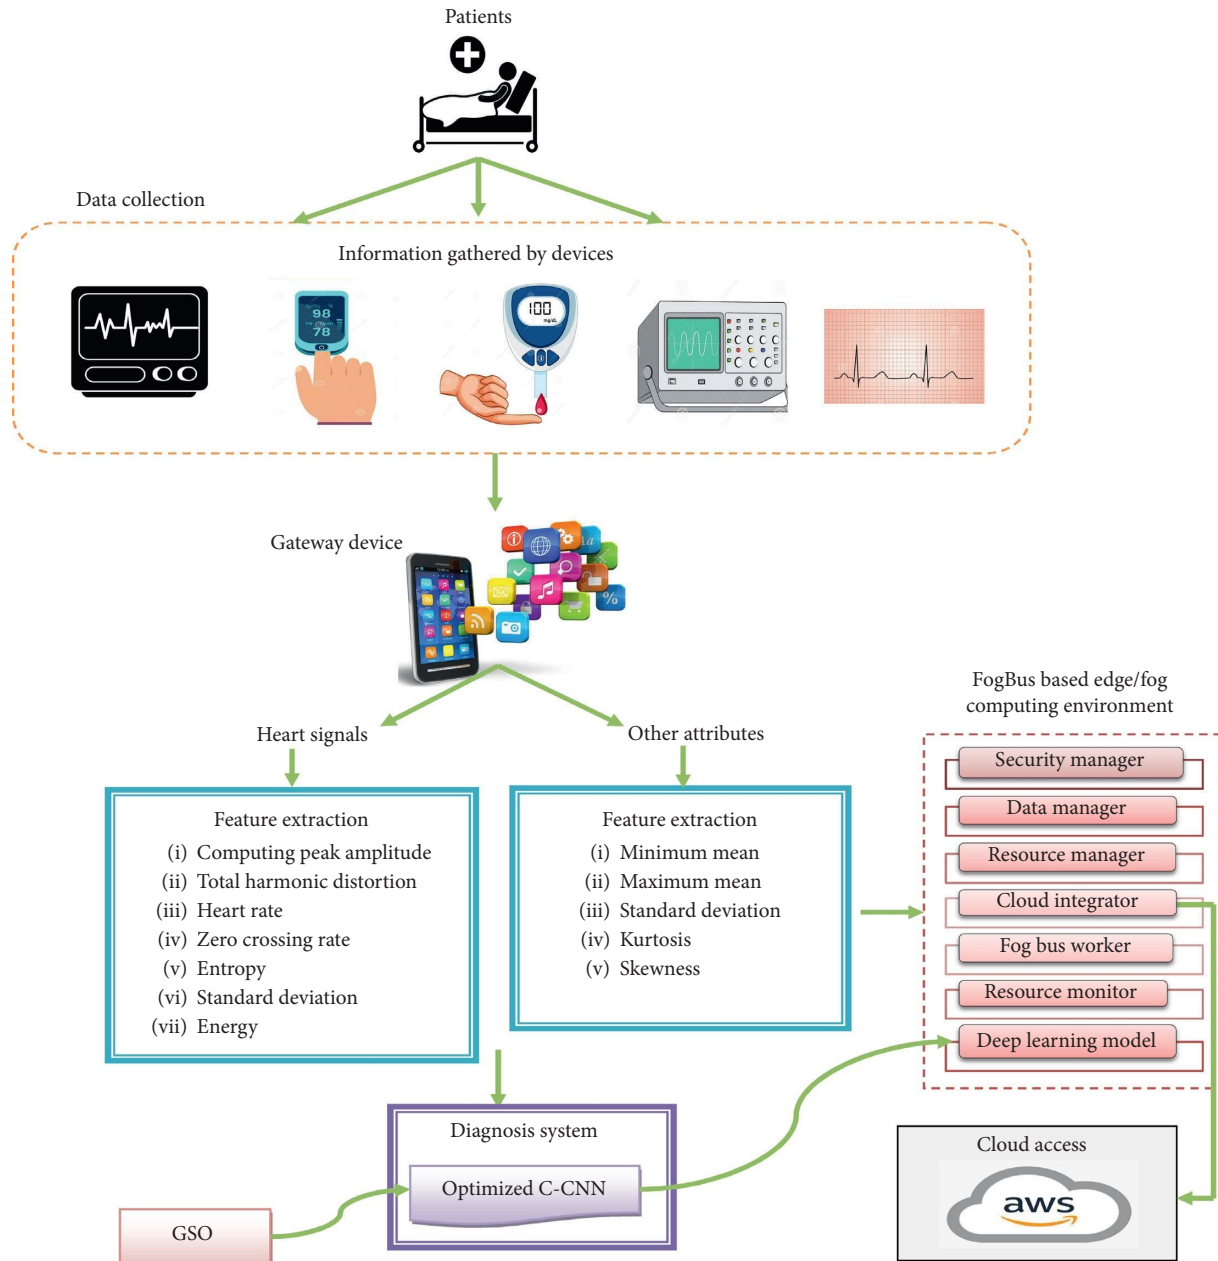 Patients
Data collection
Information gathered by devices
98
78
100
mg/dL
Gateway device
Aa
%
FogBus based edge/fog
computing environment
Heart signals
Other attributes
Security manager
Data manager
Resource manager
Cloud integrator
Fog bus worker
Resource monitor
Deep learning model
Feature extraction
(i) Computing peak amplitude
(ii) Total harmonic distortion
(iii) Heart rate
(iv) Zero crossing rate
(v) Entropy
(vi) Standard deviation
(vii) Energy
Feature extraction
(i) Minimum mean
(ii) Maximum mean
(iii) Standard deviation
(iv) Kurtosis
(v) Skewness
Diagnosis system
Optimized C-CNN
GSO
Cloud access
aws